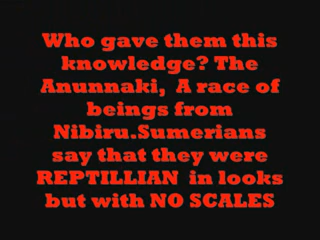 Who gave them this
knowledge? The
Anunnaki, A race of
beings from
Nibiru.Sumerians
say that they were
REPTILLIAN in looks
but with NO SCALES